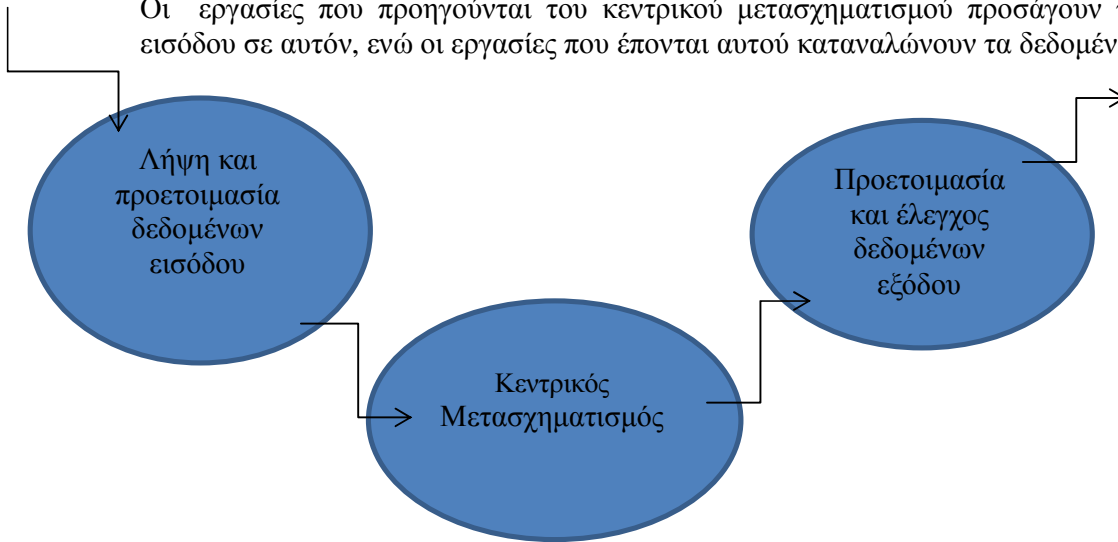 Οι εργασίες που προηγούνται του κεντρικού μετασχηματισμού προσάγουν
εισόδου σε αυτόν, ενώ οι εργασίες που έπονται αυτού καταναλώνουν τα δεδομέν
Λήψη και
προετοιμασία
δεδομένων
εισόδου
Κεντρικός
Μετασχηματισμός
Προετοιμασία
και έλεγχος
δεδομένων
εξόδου